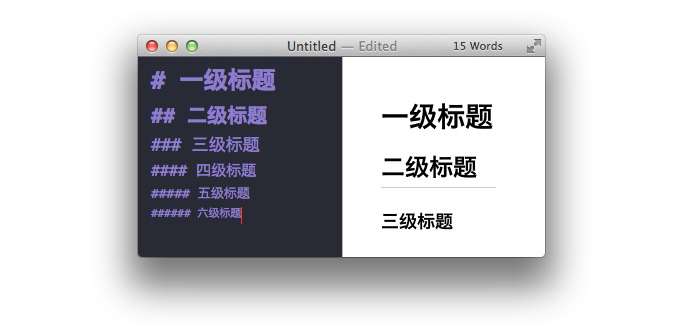 Untitled — Edited
15 Words
# 一级标题
## 二级标题
### 三级标题
#### 四级标题
##### 五级标题
###### 六级标题
一级标题
二级标题
三级标题